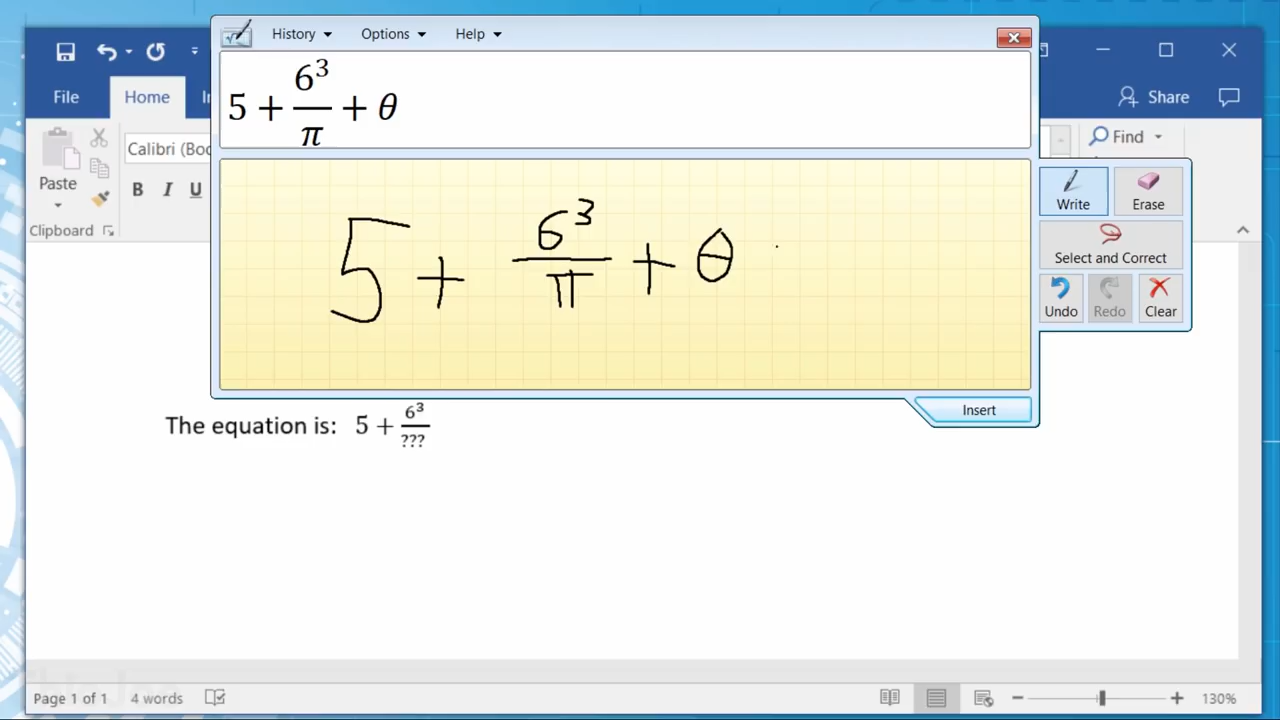 History Options Help
5 + 6³/π + θ
File Home
Share
Calibri (Boo
Find
Paste
B I U
Clipboard
Write Erase
Select and Correct
Undo Redo Clear
5 + 6³/π + θ
Insert
The equation is: 5 + 6³/???
Page 1 of 1 4 words 130%